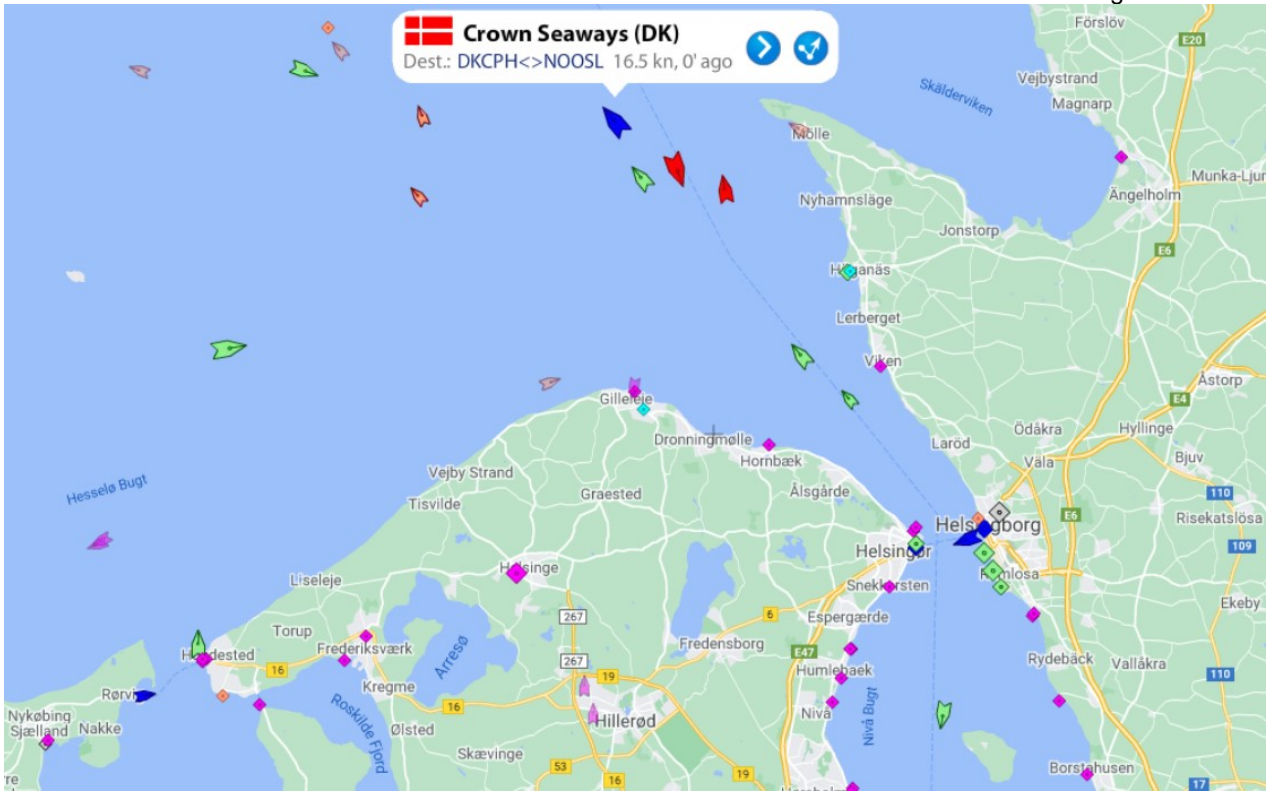 Crown Seaways (DK)
Dest.: DKCPH<>NOOSL 16.5 kn, 0' ago
Förslöv
E20
Vejbystrand
Magnarp
Skälderviken
Mölle
Munka-Ljun
Ängelholm
Nyhamnsläge
Jonstorp
E6
Höganäs
Lerberget
Viken
Åstorp
E4
Gilleleje
Ödåkra
Hyllinge
Dronningmølle
Laröd
Hornbæk
Väla
Bjuv
Vejby Strand
Hesselø Bugt
Graested
Ålsgårde
110
Tisvilde
E6
Risekatslösa
Helsingborg
109
Helsingør
Helsinge
Ramlosa
Liseleje
Snekkersten
Ekeby
267
6
Espergærde
Torup
Fredensborg
Frederiksværk
E47
Arresø
267
Rydebäck
Vallåkra
Hundested
16
19
Humlebaek
110
Rørvig
Kregme
16
Nykøbing
Sjælland
Nakke
Roskilde Fjord
Ølsted
Hillerød
Nivå
Nivå Bugt
Skævinge
53
16
19
Borstahusen
17